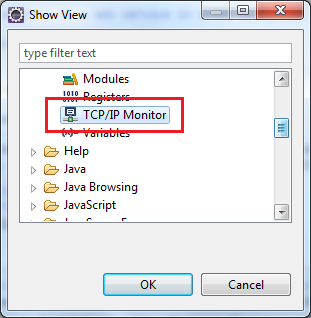 Show View
type filter text
Modules
Registers
TCP/IP Monitor
Variables
Help
Java
Java Browsing
JavaScript
OK
Cancel